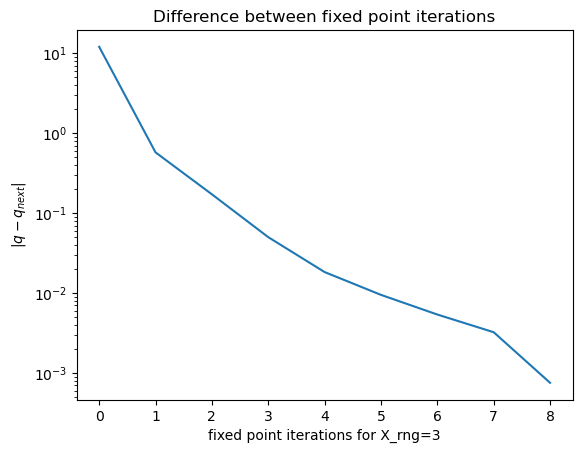 Difference between fixed point iterations
10¹
10⁰
10⁻¹
10⁻²
10⁻³
|q − q_next|
0 1 2 3 4 5 6 7 8
fixed point iterations for X_rng=3